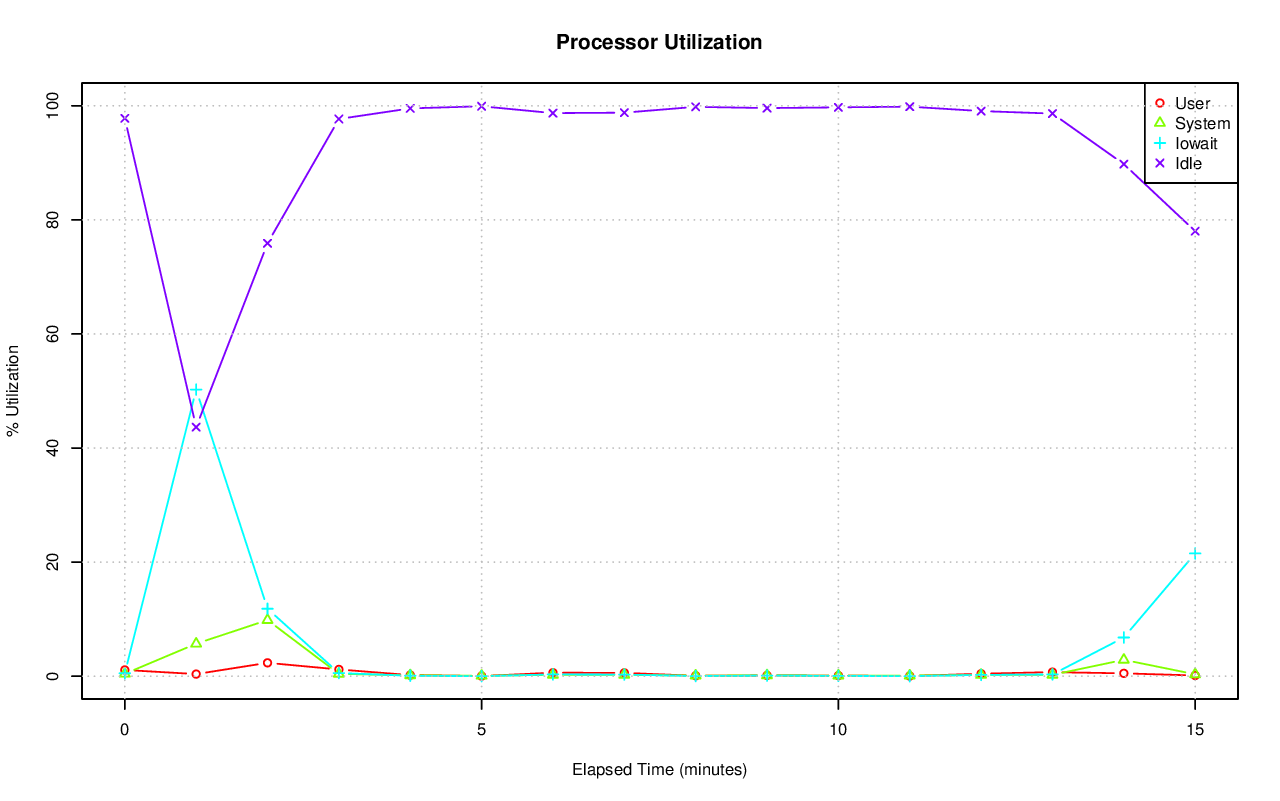 Processor Utilization
User
System
Iowait
Idle
% Utilization
100
80
60
40
20
0
0 5 10 15
Elapsed Time (minutes)